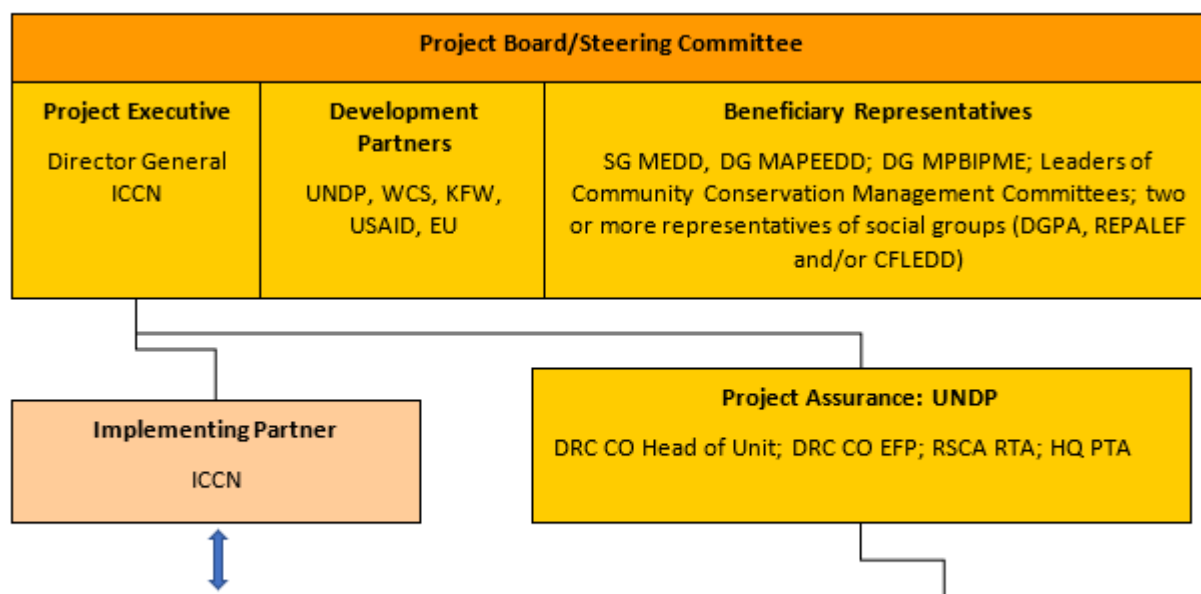 Project Board/Steering Committee
Project Executive
Director General
ICCN
Development
Partners
UNDP, WCS, KFW,
USAID, EU
Beneficiary Representatives
SG MEDD, DG MAPEEDD; DG MPBIPME; Leaders of
Community Conservation Management Committees; two
or more representatives of social groups (DGPA, REPALEF
and/or CFLEDD)
Implementing Partner
ICCN
Project Assurance: UNDP
DRC CO Head of Unit; DRC CO EFP; RSCA RTA; HQ PTA